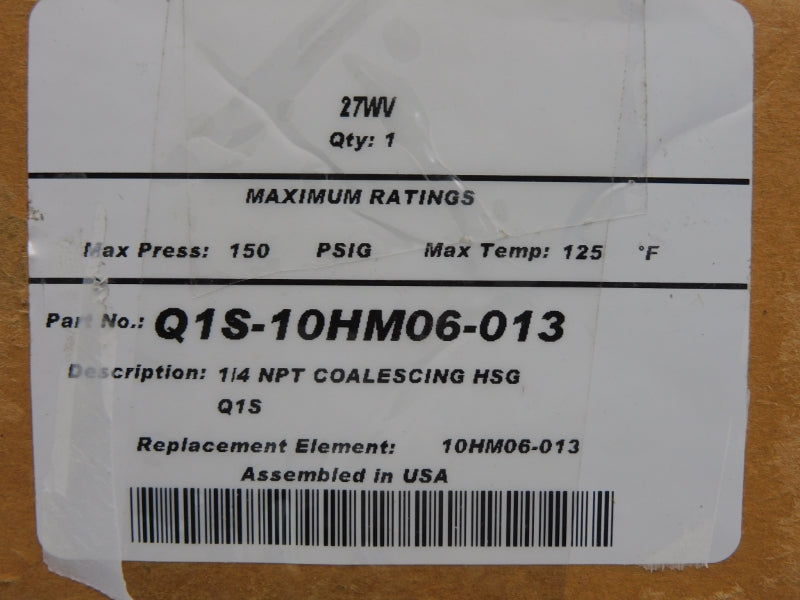 27WV
Qty: 1
MAXIMUM RATINGS
Max Press: 150 PSIG Max Temp: 125 °F
Part No.: Q1S-10HM06-013
Description: 1/4 NPT COALESCING HSG
Q1S
Replacement Element: 10HM06-013
Assembled in USA